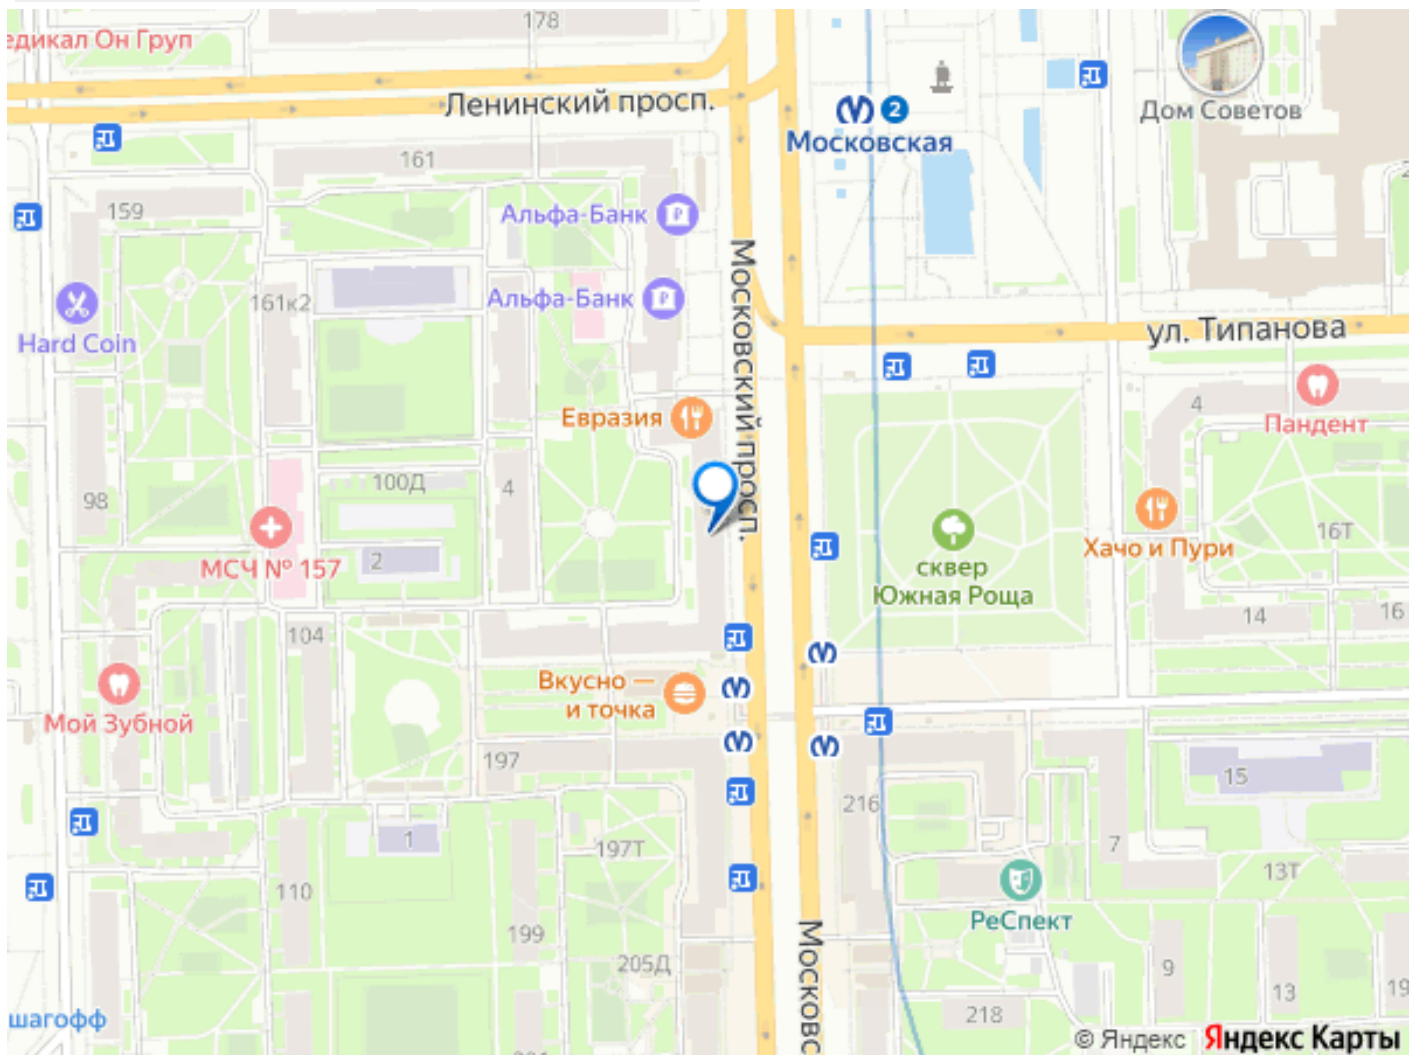 178
едикал Он Груп
Ленинский просп.
2
Московская
Дом Советов
161
159
Альфа-Банк
Московский просп.
Альфа-Банк
161к2
Hard Coin
ул. Типанова
4
Пандент
Евразия
100Д
4
98
МСЧ № 157
2
сквер
Южная Роща
Хачо и Пури
16Т
14
16
104
Вкусно —
и точка
Мой Зубной
197
15
216
1
197Т
7
13Т
110
РеСпект
199
Московс
205Д
9
13
19
218
шагофф
© Яндекс Яндекс Карты